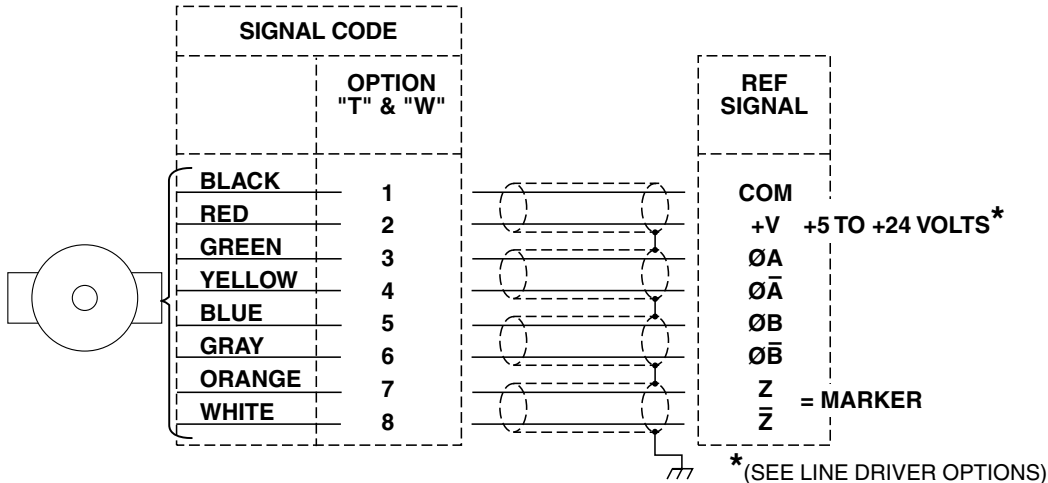 SIGNAL CODE
OPTION
"T" & "W"
REF
SIGNAL
BLACK 1 COM
RED 2 +V +5 TO +24 VOLTS*
GREEN 3 ØA
YELLOW 4 ØA̅
BLUE 5 ØB
GRAY 6 ØB̅
ORANGE 7 Z
= MARKER
WHITE 8 Z̅
*(SEE LINE DRIVER OPTIONS)